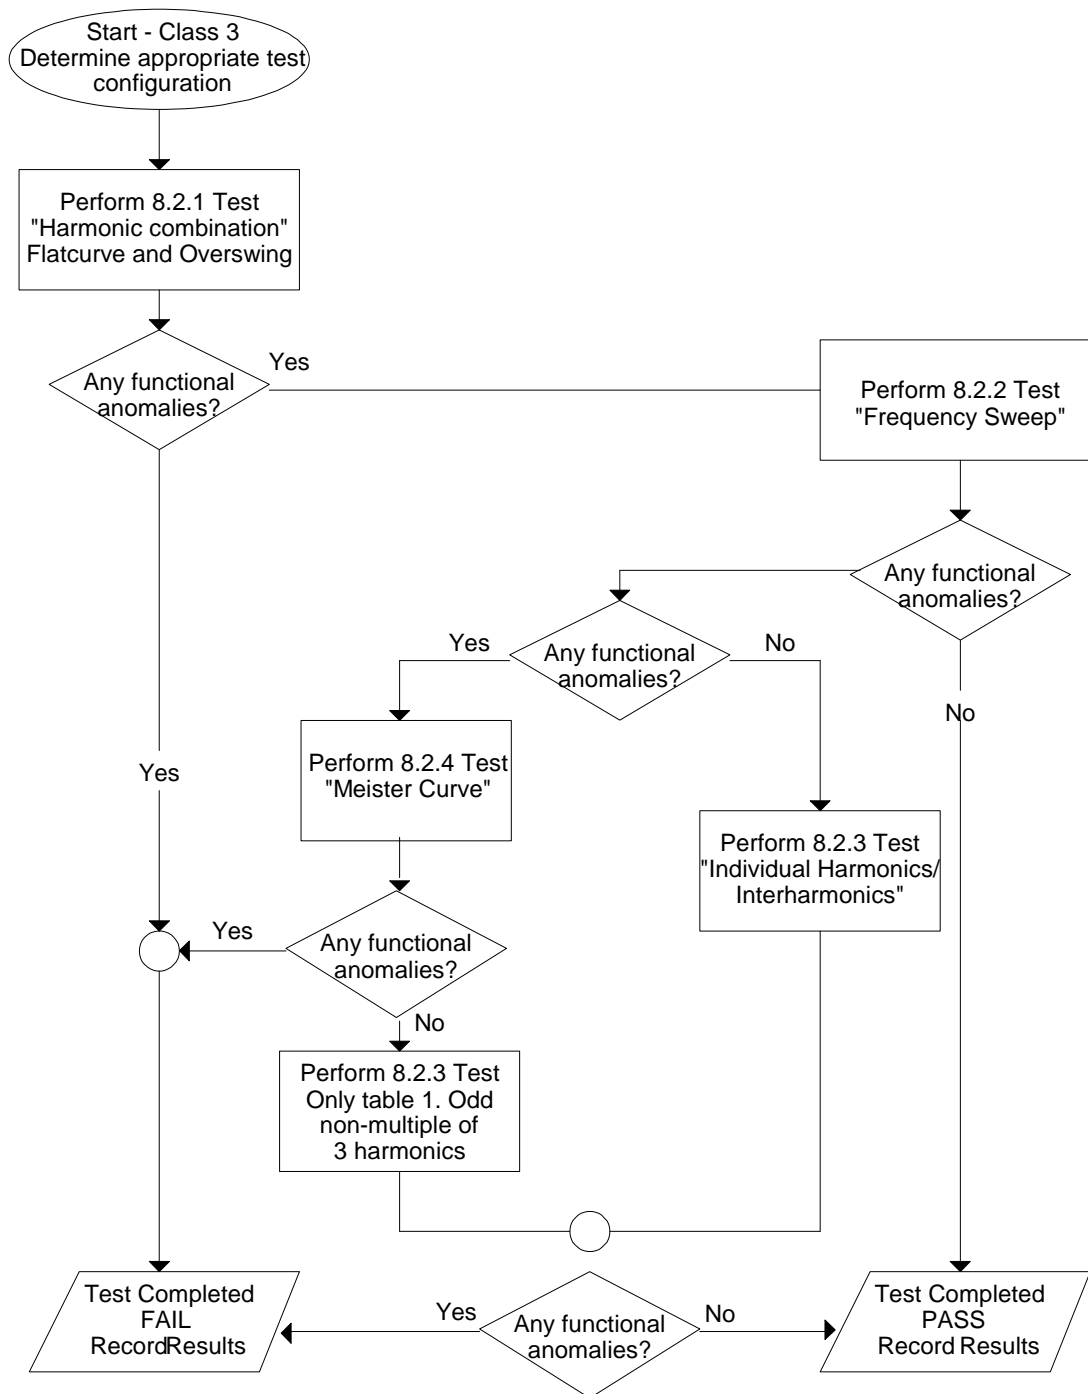 Start - Class 3
Determine appropriate test
configuration
Perform 8.2.1 Test
"Harmonic combination"
Flatcurve and Overswing
Any functional
anomalies?
Yes
Perform 8.2.2 Test
"Frequency Sweep"
Any functional
anomalies?
Yes
Any functional
anomalies?
No
No
Perform 8.2.4 Test
"Meister Curve"
Yes
Perform 8.2.3 Test
"Individual Harmonics/
Interharmonics"
Yes
Any functional
anomalies?
No
Perform 8.2.3 Test
Only table 1. Odd
non-multiple of
3 harmonics
Test Completed
FAIL
Record Results
Yes
Any functional
anomalies?
No
Test Completed
PASS
Record Results